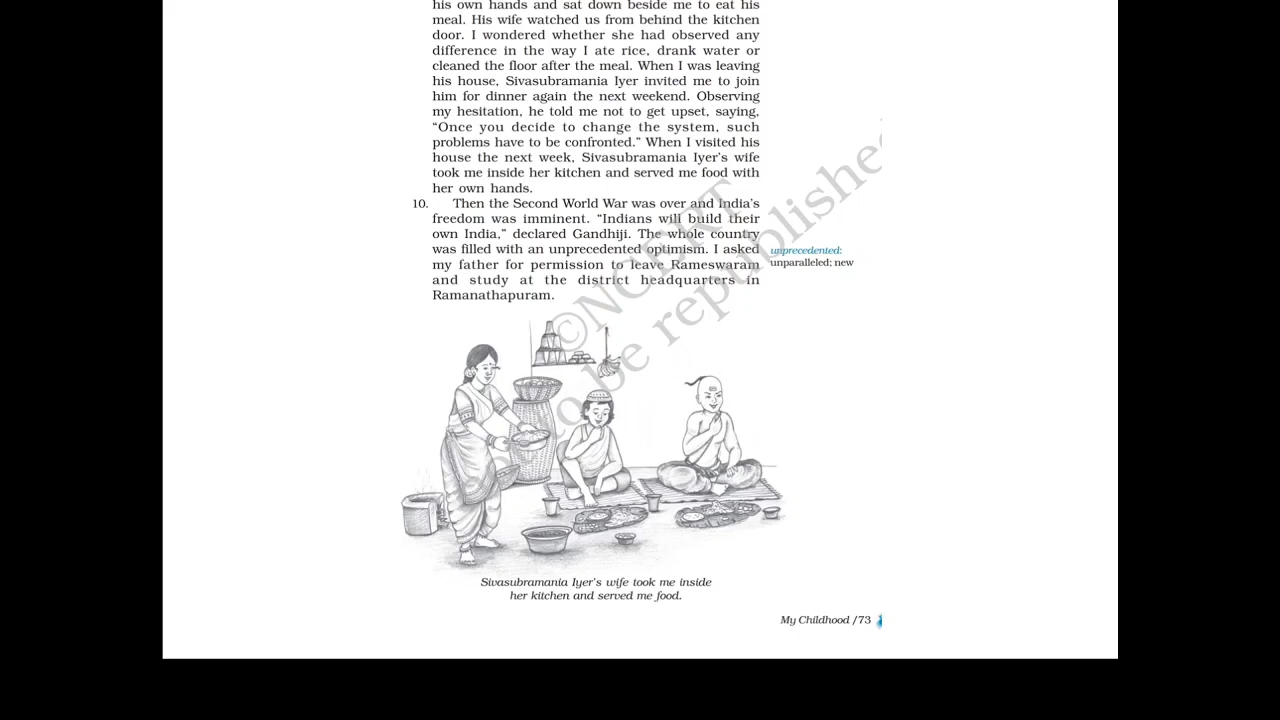 his own hands and sat down beside me to eat his
meal. His wife watched us from behind the kitchen
door. I wondered whether she had observed any
difference in the way I ate rice, drank water or
cleaned the floor after the meal. When I was leaving
his house, Sivasubramania Iyer invited me to join
him for dinner again the next weekend. Observing
my hesitation, he told me not to get upset, saying,
“Once you decide to change the system, such
problems have to be confronted.” When I visited his
house the next week, Sivasubramania Iyer's wife
took me inside her kitchen and served me food with
her own hands.
10. Then the Second World War was over and India's
freedom was imminent. “Indians will build their
own India,” declared Gandhiji. The whole country
was filled with an unprecedented optimism. I asked
my father for permission to leave Rameswaram
and study at the district headquarters in
Ramanathapuram.
unprecedented:
unparalleled; new
©NCERT
to be republished
Sivasubramania Iyer's wife took me inside
her kitchen and served me food.
My Childhood /73